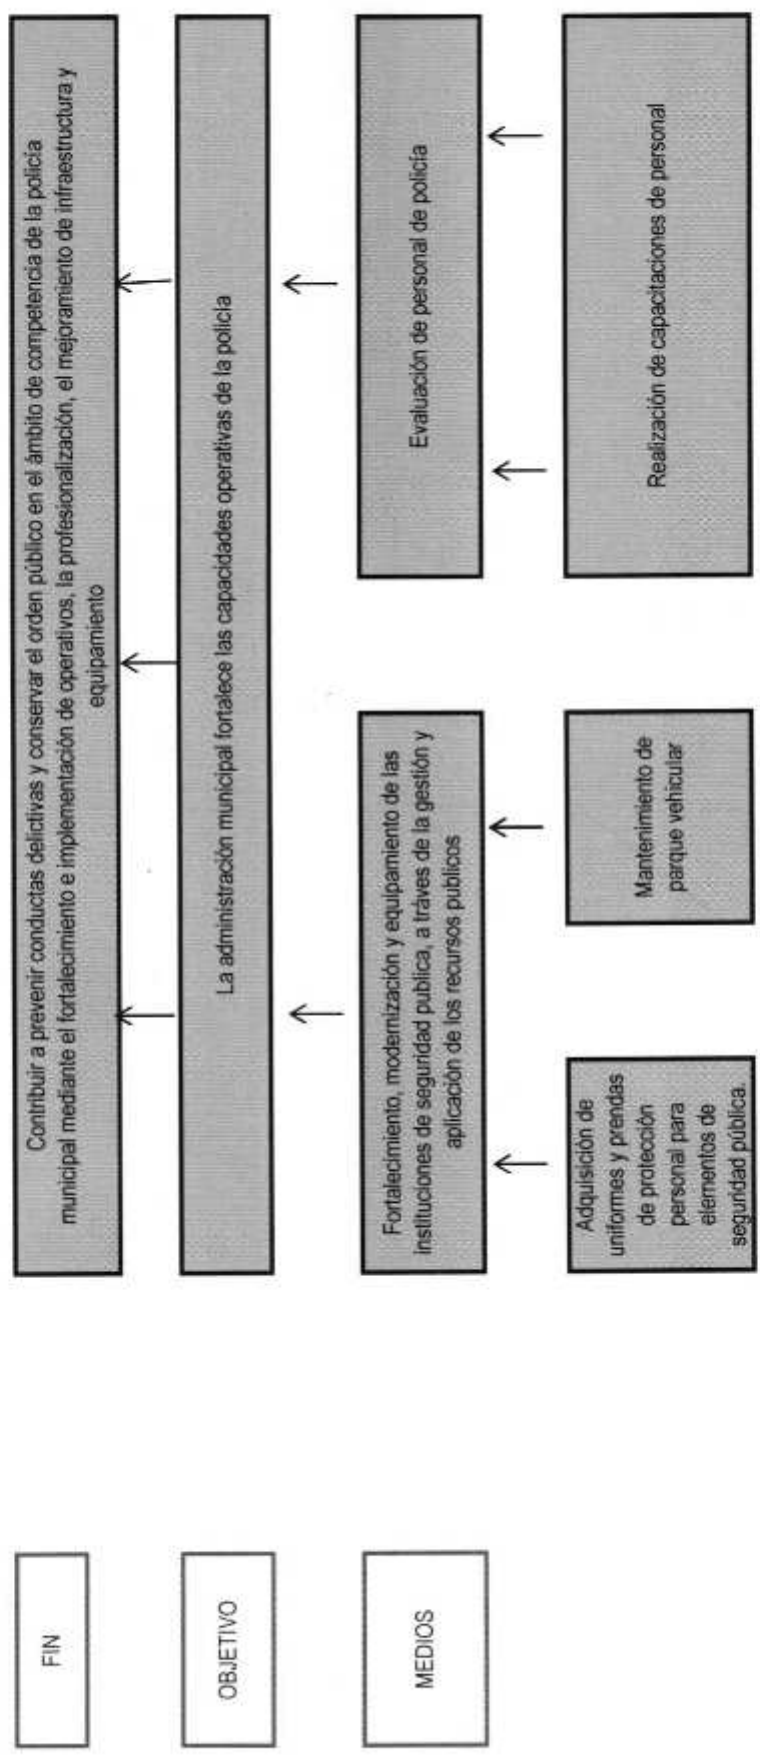 FIN
Contribuir a prevenir conductas delictivas y conservar el orden público en el ámbito de competencia de la policía
municipal mediante el fortalecimiento e implementación de operativos, la profesionalización, el mejoramiento de infraestructura y
equipamiento
OBJETIVO
La administración municipal fortalece las capacidades operativas de la policía
MEDIOS
Fortalecimiento, modernización y equipamiento de las
instituciones de seguridad publica, a tráves de la gestión y
aplicación de los recursos publicos
Evaluación de personal de policía
Adquisición de
uniformes y prendas
de protección
personal para
elementos de
seguridad pública.
Mantenimiento de
parque vehicular
Realización de capacitaciones de personal